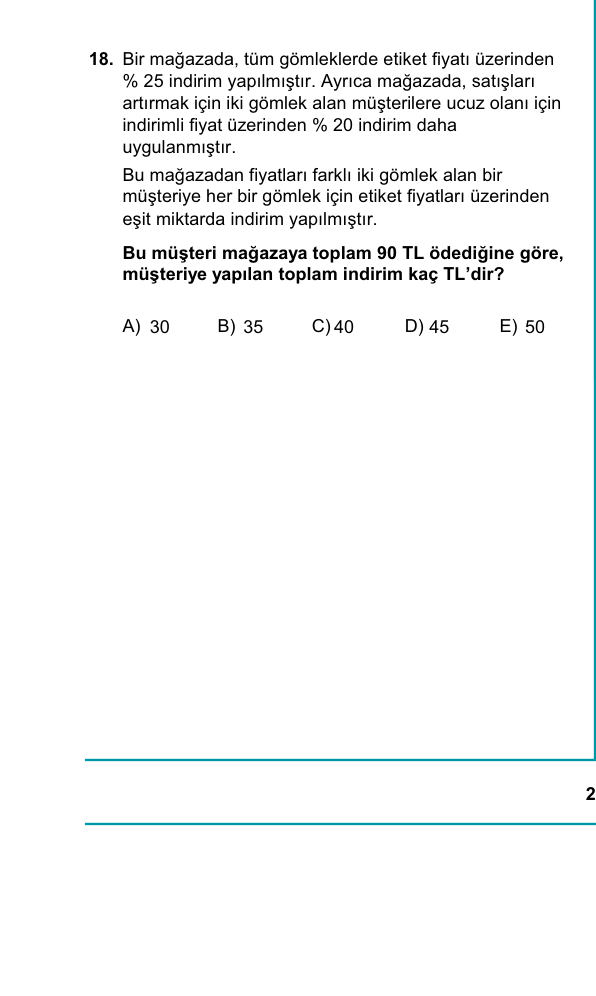 18. Bir mağazada, tüm gömleklerde etiket fiyatı üzerinden
% 25 indirim yapılmıştır. Ayrıca mağazada, satışları
artırmak için iki gömlek alan müşterilere ucuz olanı için
indirimli fiyat üzerinden % 20 indirim daha
uygulanmıştır.
Bu mağazadan fiyatları farklı iki gömlek alan bir
müşteriye her bir gömlek için etiket fiyatları üzerinden
eşit miktarda indirim yapılmıştır.
Bu müşteri mağazaya toplam 90 TL ödediğine göre,
müşteriye yapılan toplam indirim kaç TL’dir?
A) 30 B) 35 C) 40 D) 45 E) 50
2